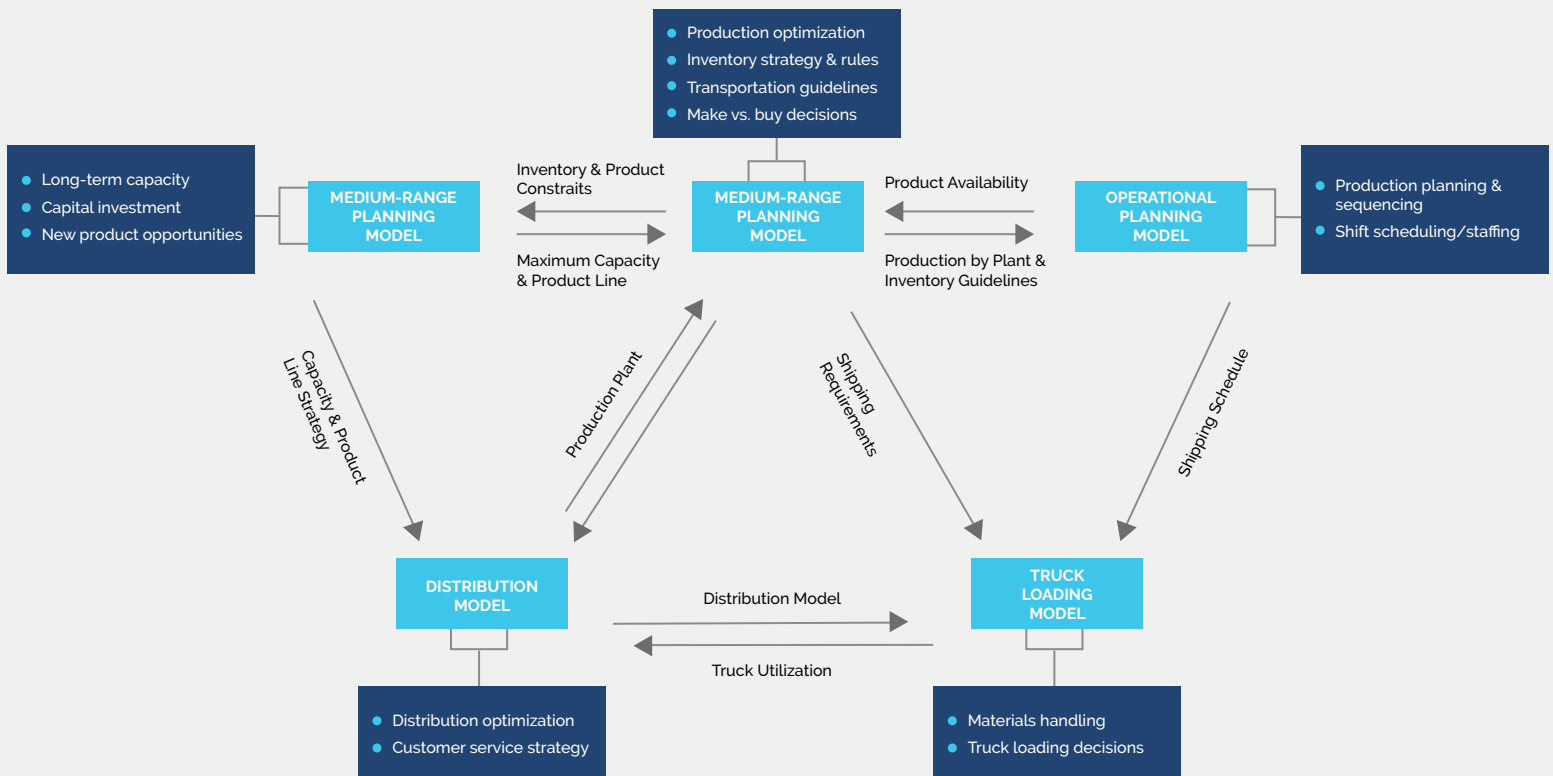 Production optimization
Inventory strategy & rules
Transportation guidelines
Make vs. buy decisions
Long-term capacity
Capital investment
New product opportunities
MEDIUM-RANGE
PLANNING
MODEL
Inventory & Product
Constraits
Maximum Capacity
& Product Line
MEDIUM-RANGE
PLANNING
MODEL
Product Availability
Production by Plant &
Inventory Guidelines
OPERATIONAL
PLANNING
MODEL
Production planning &
sequencing
Shift scheduling/staffing
Capacity & Product
Line Strategy
Production Plant
Shipping
Requirements
Shipping Schedule
DISTRIBUTION
MODEL
Distribution Model
Truck Utilization
TRUCK
LOADING
MODEL
Distribution optimization
Customer service strategy
Materials handling
Truck loading decisions